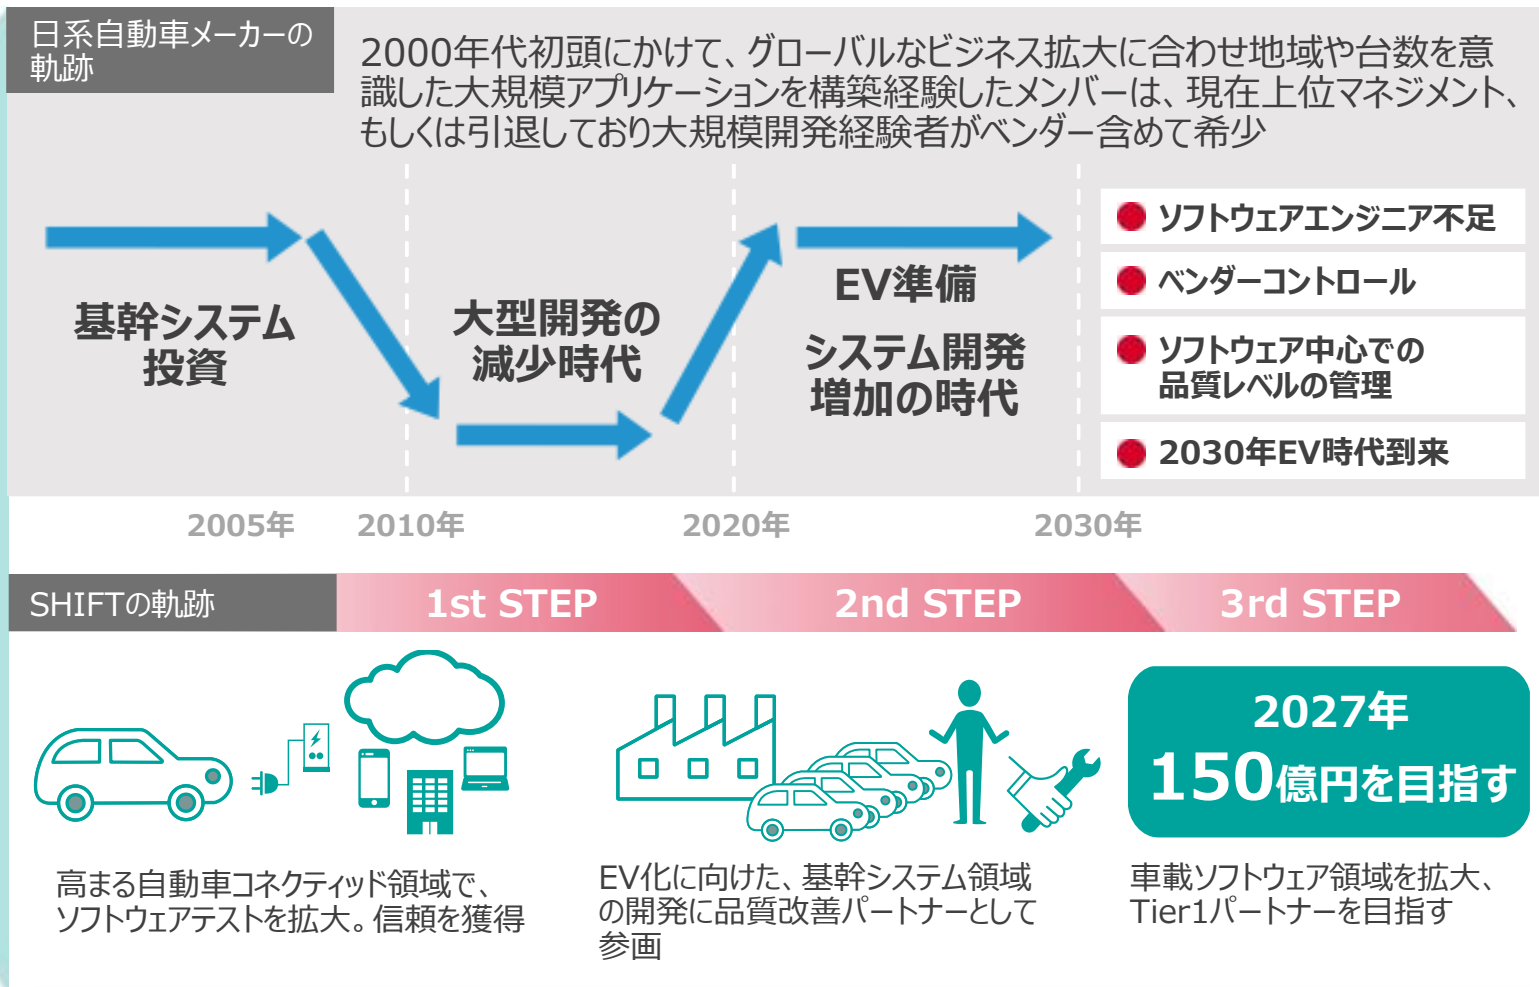 日系自動車メーカーの
軌跡
2000年代初頭にかけて、グローバルなビジネス拡大に合わせ地域や台数を意
識した大規模アプリケーションを構築経験したメンバーは、現在上位マネジメント、
もしくは引退しており大規模開発経験者がベンダー含めて希少
基幹システム
投資
大型開発の
減少時代
EV準備
システム開発
増加の時代
ソフトウェアエンジニア不足
ベンダーコントロール
ソフトウェア中心での
品質レベルの管理
2030年EV時代到来
2005年
2010年
2020年
2030年
SHIFTの軌跡
1st STEP
2nd STEP
3rd STEP
2027年
150億円を目指す
高まる自動車コネクティッド領域で、
ソフトウェアテストを拡大。信頼を獲得
EV化に向けた、基幹システム領域
の開発に品質改善パートナーとして
参画
車載ソフトウェア領域を拡大、
Tier1パートナーを目指す